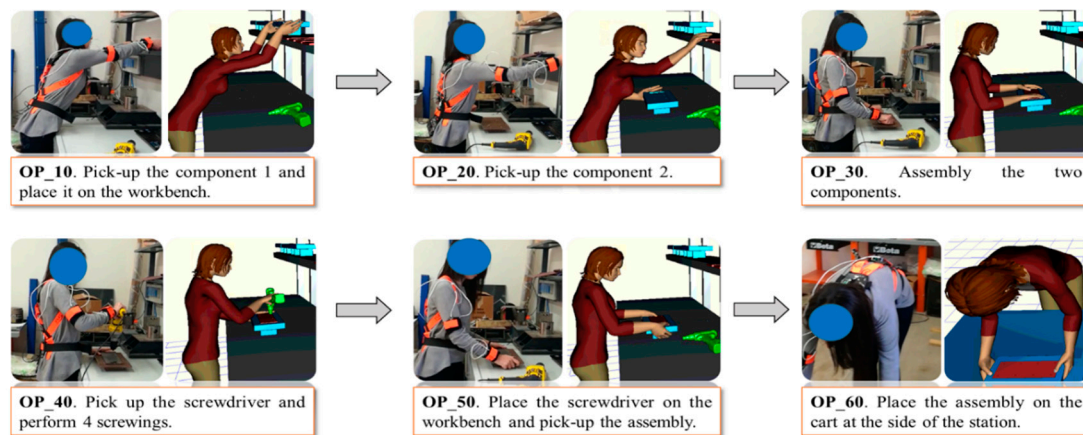 OP_10. Pick-up the component 1 and
place it on the workbench.
OP_20. Pick-up the component 2.
OP_30. Assembly the two
components.
OP_40. Pick up the screwdriver and
perform 4 screwings.
OP_50. Place the screwdriver on the
workbench and pick-up the assembly.
Beta
Beta
OP_60. Place the assembly on the
cart at the side of the station.